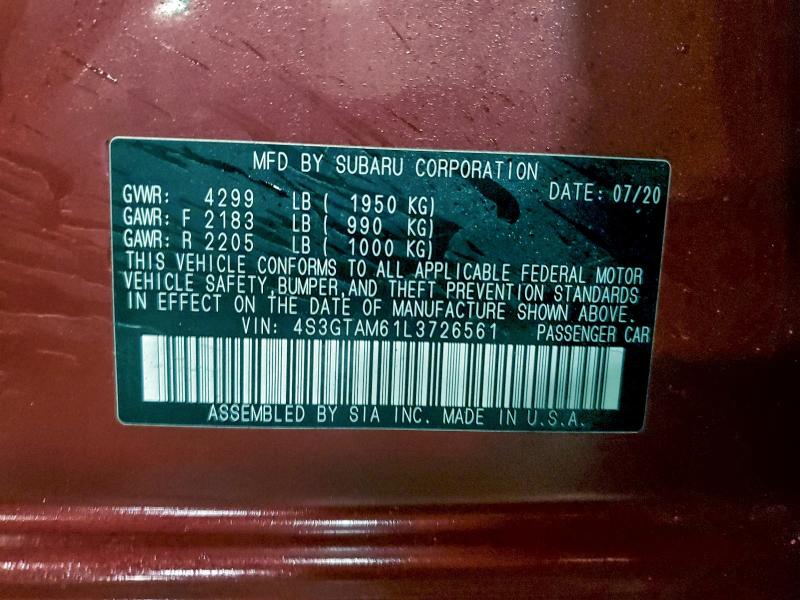 MFD BY SUBARU CORPORATION
DATE: 07/20
GVWR: 4299 LB ( 1950 KG)
GAWR: F 2183 LB ( 990 KG)
GAWR: R 2205 LB ( 1000 KG)
THIS VEHICLE CONFORMS TO ALL APPLICABLE FEDERAL MOTOR
VEHICLE SAFETY, BUMPER, AND THEFT PREVENTION STANDARDS
IN EFFECT ON THE DATE OF MANUFACTURE SHOWN ABOVE.
VIN: 4S3GTAM61L3726561 PASSENGER CAR
ASSEMBLED BY SIA INC. MADE IN U.S.A.